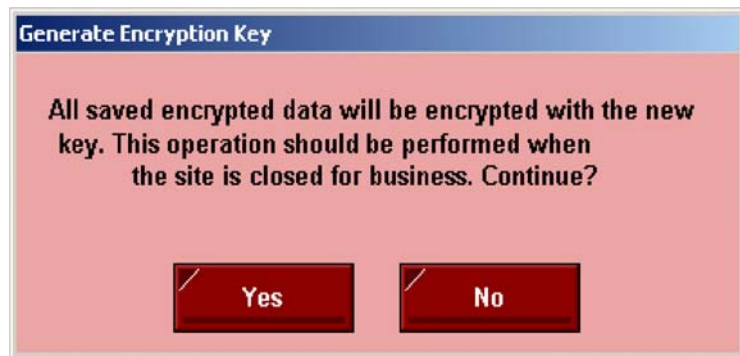 Generate Encryption Key
All saved encrypted data will be encrypted with the new
key. This operation should be performed when
the site is closed for business. Continue?
Yes
No